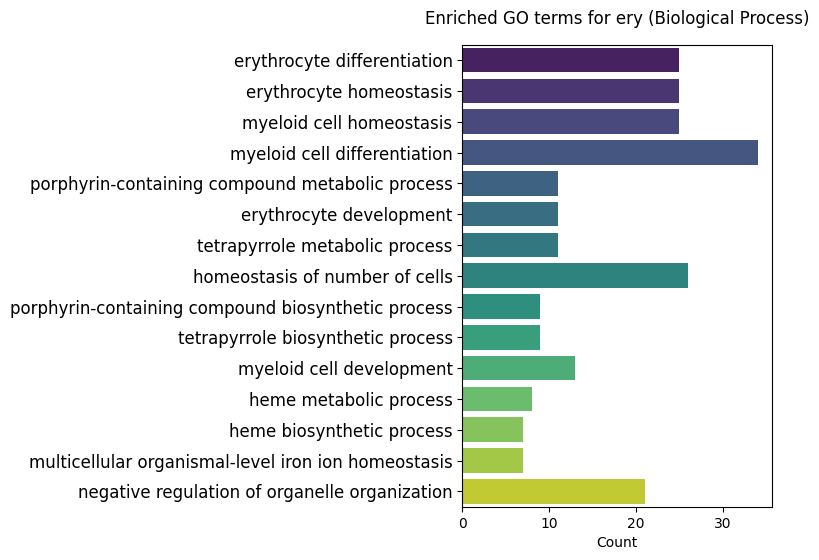 Enriched GO terms for ery (Biological Process)
erythrocyte differentiation
erythrocyte homeostasis
myeloid cell homeostasis
myeloid cell differentiation
porphyrin-containing compound metabolic process
erythrocyte development
tetrapyrrole metabolic process
homeostasis of number of cells
porphyrin-containing compound biosynthetic process
tetrapyrrole biosynthetic process
myeloid cell development
heme metabolic process
heme biosynthetic process
multicellular organismal-level iron ion homeostasis
negative regulation of organelle organization
0 10 20 30
Count